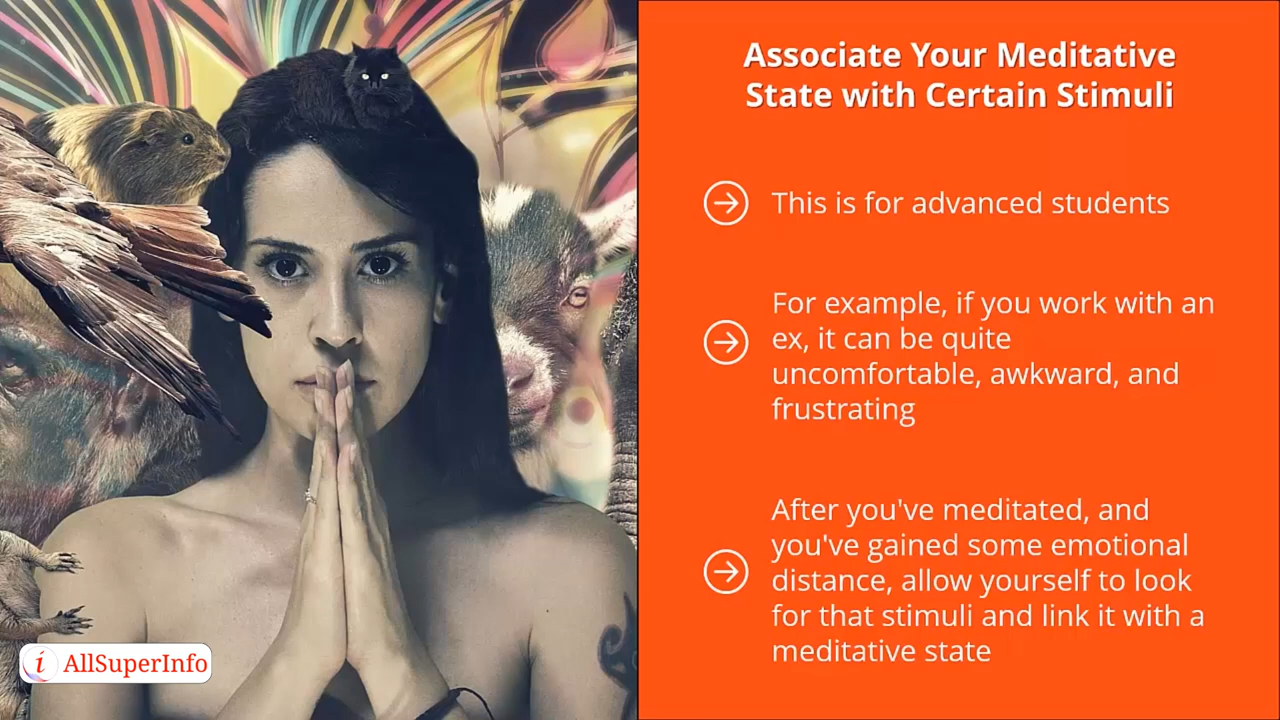 Associate Your Meditative
State with Certain Stimuli
This is for advanced students
For example, if you work with an
ex, it can be quite
uncomfortable, awkward, and
frustrating
After you've meditated, and
you've gained some emotional
distance, allow yourself to look
for that stimuli and link it with a
meditative state
i AllSuperInfo